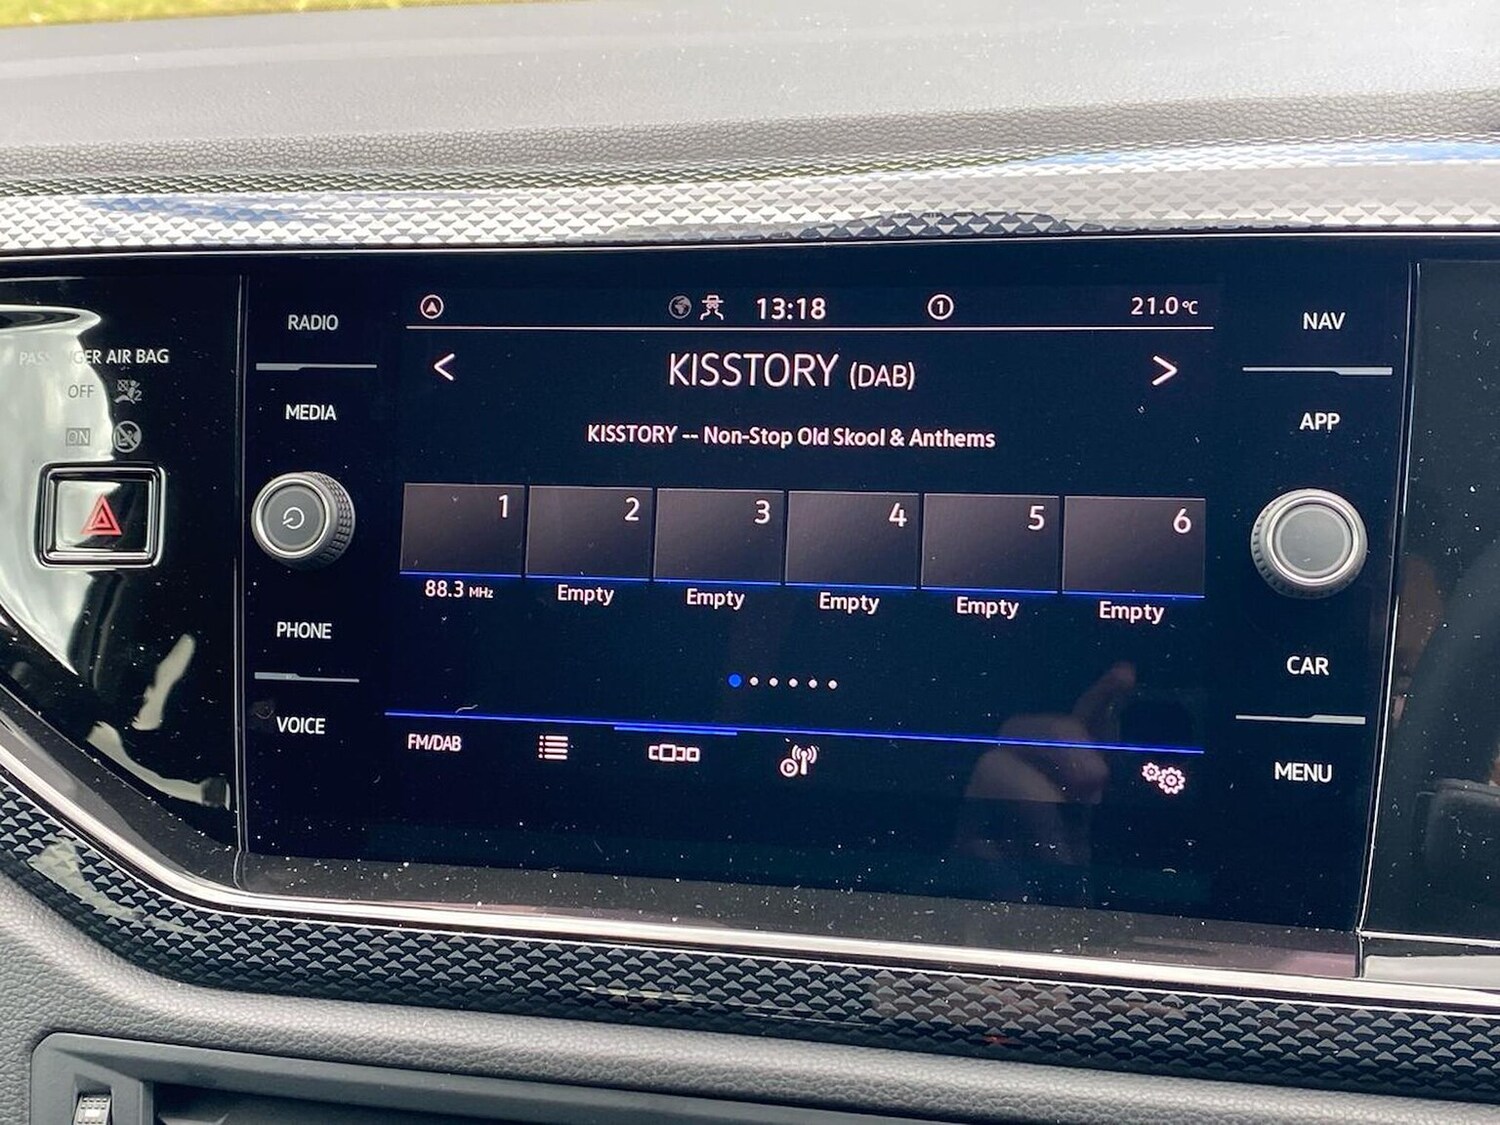 PASSENGER AIR BAG
OFF
ON
RADIO
MEDIA
PHONE
VOICE
13:18
1
21.0 °C
< KISSTORY (DAB) >
KISSTORY -- Non-Stop Old Skool & Anthems
1 2 3 4 5 6
88.3 MHz Empty Empty Empty Empty Empty
FM/DAB
NAV
APP
CAR
MENU